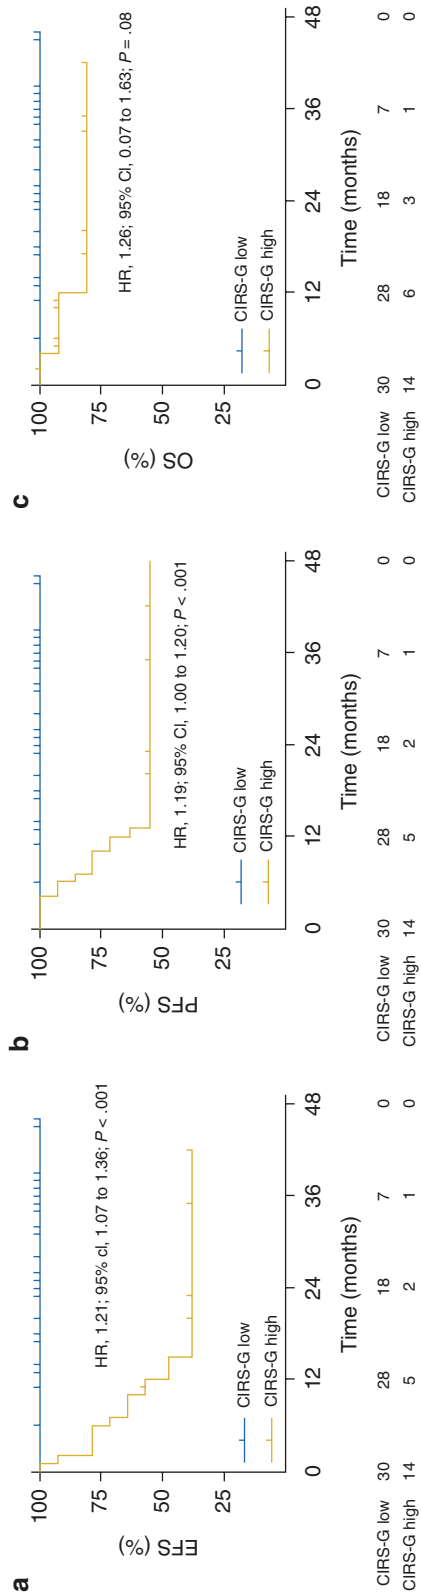 a
EFS (%)
100
75
50
25
HR, 1.21; 95% cl, 1.07 to 1.36; P < .001
CIRS-G low
CIRS-G high
0 12 24 36 48
Time (months)
CIRS-G low 30 28 18 7 0
CIRS-G high 14 5 2 1 0
b
PFS (%)
100
75
50
25
HR, 1.19; 95% CI, 1.00 to 1.20; P < .001
CIRS-G low
CIRS-G high
0 12 24 36 48
Time (months)
CIRS-G low 30 28 18 7 0
CIRS-G high 14 5 2 1 0
c
OS (%)
100
75
50
25
HR, 1.26; 95% CI, 0.07 to 1.63; P = .08
CIRS-G low
CIRS-G high
0 12 24 36 48
Time (months)
CIRS-G low 30 28 18 7 0
CIRS-G high 14 6 3 1 0